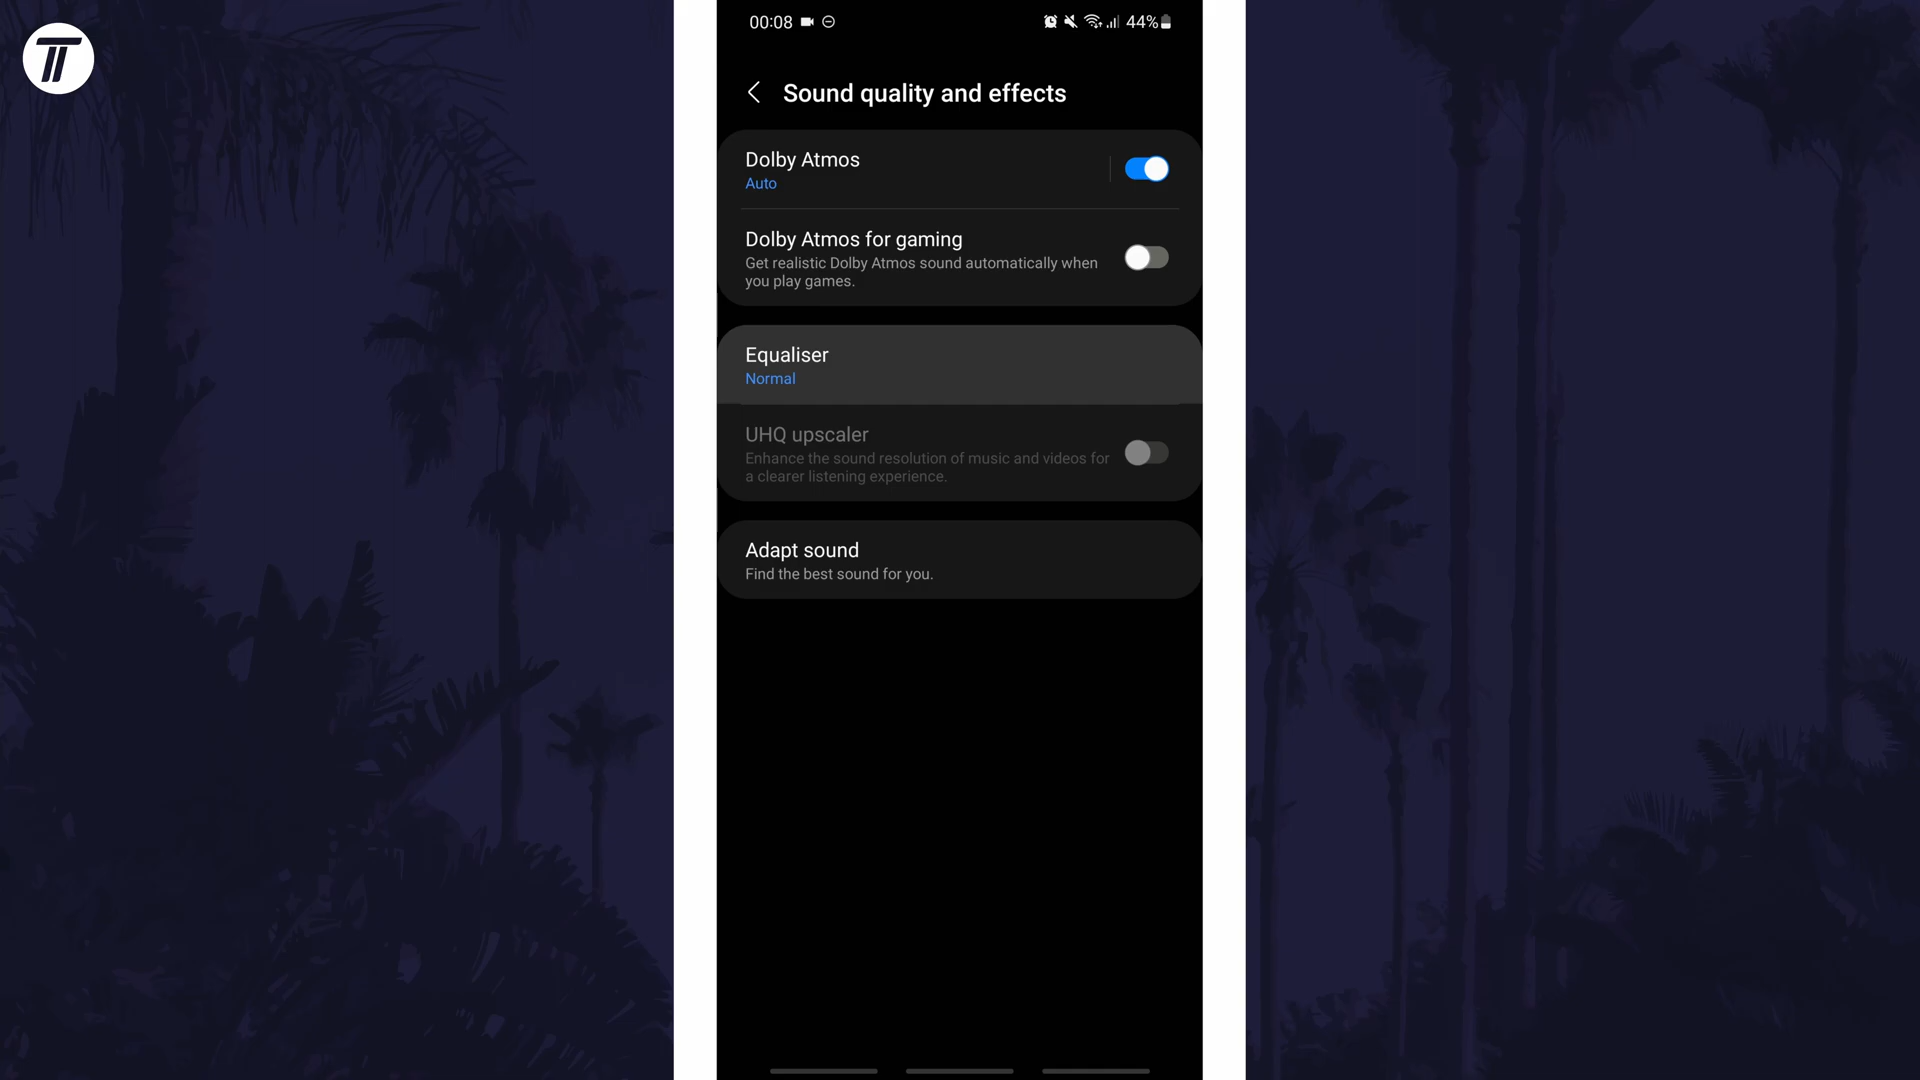 00:08
44%
Sound quality and effects
Dolby Atmos
Auto
Dolby Atmos for gaming
Get realistic Dolby Atmos sound automatically when
you play games.
Equaliser
Normal
UHQ upscaler
Enhance the sound resolution of music and videos for
a clearer listening experience.
Adapt sound
Find the best sound for you.